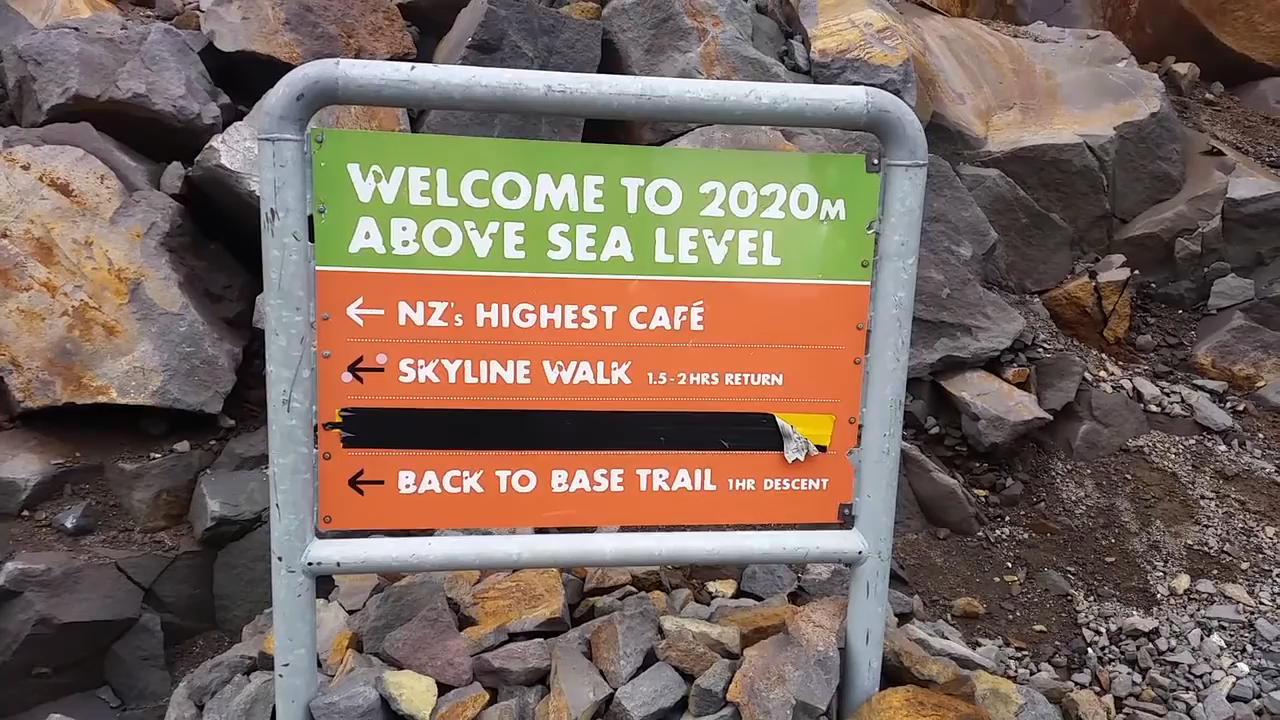 WELCOME TO 2020M
ABOVE SEA LEVEL
← NZ's HIGHEST CAFÉ
← SKYLINE WALK 1.5 - 2 HRS RETURN
← BACK TO BASE TRAIL 1HR DESCENT